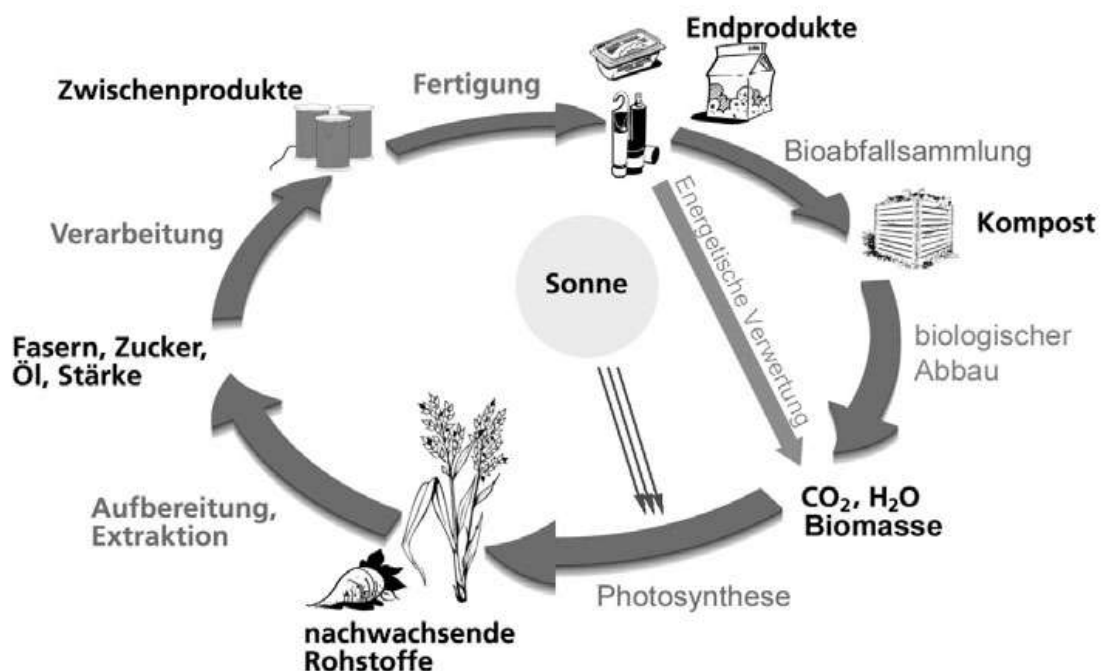 Endprodukte
Zwischenprodukte
Fertigung
Bioabfallsammlung
Kompost
Energetische Verwertung
Verarbeitung
Sonne
biologischer
Abbau
Fasern, Zucker,
Öl, Stärke
CO₂, H₂O
Biomasse
Aufbereitung,
Extraktion
Photosynthese
nachwachsende
Rohstoffe